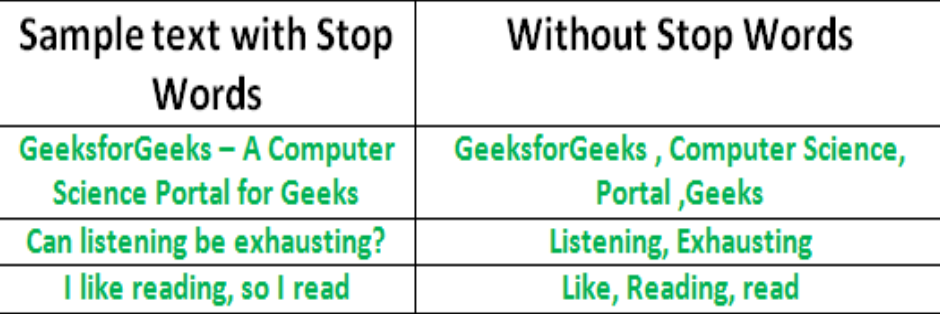 Sample text with Stop
Words
Without Stop Words
GeeksforGeeks – A Computer
Science Portal for Geeks
GeeksforGeeks , Computer Science,
Portal ,Geeks
Can listening be exhausting?
Listening, Exhausting
I like reading, so I read
Like, Reading, read